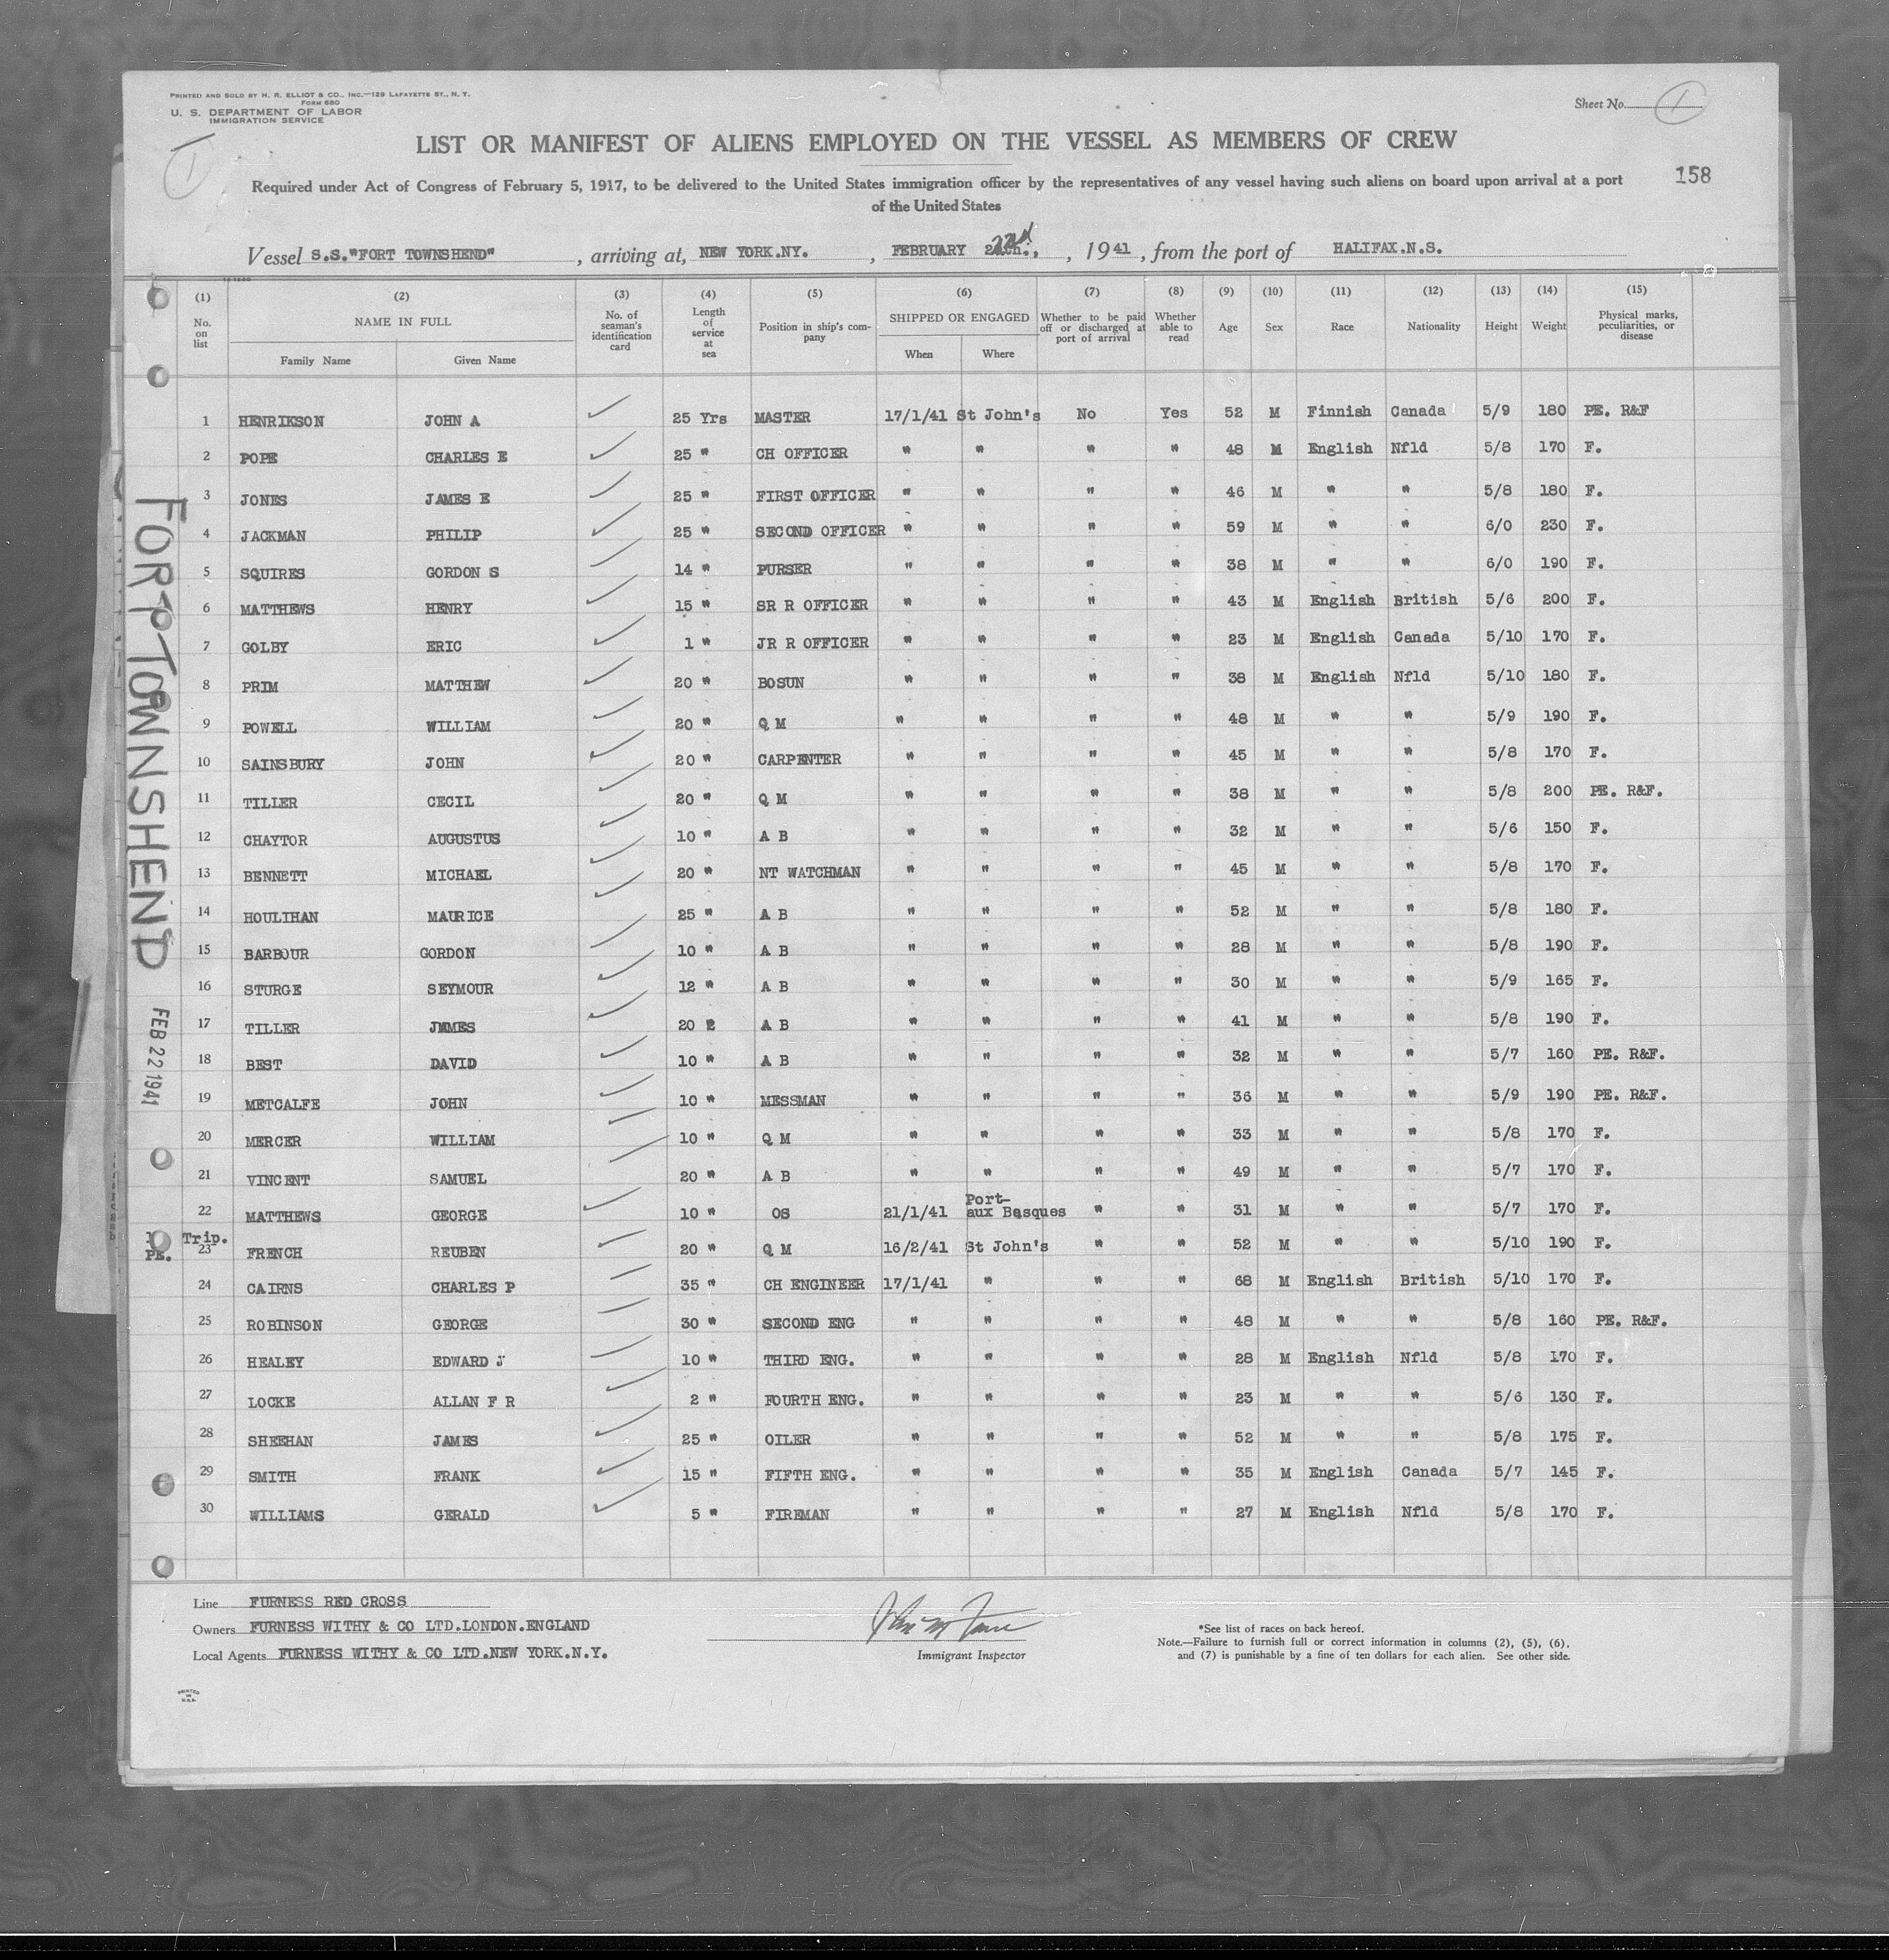 PRINTED AND SOLD BY H. R. ELLIOT & CO., INC.—129 LAFAYETTE ST., N. Y.
FORM 680
U. S. DEPARTMENT OF LABOR
IMMIGRATION SERVICE
Sheet No. 1
1
LIST OR MANIFEST OF ALIENS EMPLOYED ON THE VESSEL AS MEMBERS OF CREW
Required under Act of Congress of February 5, 1917, to be delivered to the United States immigration officer by the representatives of any vessel having such aliens on board upon arrival at a port
of the United States
158
Vessel S.S."FORT TOWNSHEND", arriving at, NEW YORK.NY., FEBRUARY 22nd, 1941, from the port of HALIFAX.N.S.
(1) (2) (3) (4) (5) (6) (7) (8) (9) (10) (11) (12) (13) (14) (15)
No. on list NAME IN FULL Family Name Given Name No. of seaman's identification card Length of service at sea Position in ship's company SHIPPED OR ENGAGED When Where Whether to be paid off or discharged at port of arrival Whether able to read Age Sex Race Nationality Height Weight Physical marks, peculiarities, or disease
1 HENRIKSON JOHN A 25 Yrs MASTER 17/1/41 St John's No Yes 52 M Finnish Canada 5/9 180 PE. R&F
2 POPE CHARLES E 25 " CH OFFICER " " " " 48 M English Nfld 5/8 170 F.
3 JONES JAMES E 25 " FIRST OFFICER " " " " 46 M " " 5/8 180 F.
4 JACKMAN PHILIP 25 " SECOND OFFICER " " " " 59 M " " 6/0 230 F.
5 SQUIRES GORDON S 14 " PURSER " " " " 38 M " " 6/0 190 F.
6 MATTHEWS HENRY 15 " SR R OFFICER " " " " 43 M English British 5/6 200 F.
7 GOLBY ERIC 1 " JR R OFFICER " " " " 23 M English Canada 5/10 170 F.
8 PRIM MATTHEW 20 " BOSUN " " " " 38 M English Nfld 5/10 180 F.
9 POWELL WILLIAM 20 " Q M " " " " 48 M " " 5/9 190 F.
10 SAINSBURY JOHN 20 " CARPENTER " " " " 45 M " " 5/8 170 F.
11 TILLER CECIL 20 " Q M " " " " 38 M " " 5/8 200 PE. R&F.
12 CHAYTOR AUGUSTUS 10 " A B " " " " 32 M " " 5/6 150 F.
13 BENNETT MICHAEL 20 " NT WATCHMAN " " " " 45 M " " 5/8 170 F.
14 HOULIHAN MAURICE 25 " A B " " " " 52 M " " 5/8 180 F.
15 BARBOUR GORDON 10 " A B " " " " 28 M " " 5/8 190 F.
16 STURGE SEYMOUR 12 " A B " " " " 30 M " " 5/9 165 F.
17 TILLER JAMES 20 " A B " " " " 41 M " " 5/8 190 F.
18 BEST DAVID 10 " A B " " " " 32 M " " 5/7 160 PE. R&F.
19 METCALFE JOHN 10 " MESSMAN " " " " 36 M " " 5/9 190 PE. R&F.
20 MERCER WILLIAM 10 " Q M " " " " 33 M " " 5/8 170 F.
21 VINCENT SAMUEL 20 " A B " " " " 49 M " " 5/7 170 F.
22 MATTHEWS GEORGE 10 " OS 21/1/41 Port-aux Basques " " 31 M " " 5/7 170 F.
Trip. PE. 23 FRENCH REUBEN 20 " Q M 16/2/41 St John's " " 52 M " " 5/10 190 F.
24 CAIRNS CHARLES P 35 " CH ENGINEER 17/1/41 " " " 68 M English British 5/10 170 F.
25 ROBINSON GEORGE 30 " SECOND ENG " " " " 48 M " " 5/8 160 PE. R&F.
26 HEALEY EDWARD J 10 " THIRD ENG. " " " " 28 M English Nfld 5/8 170 F.
27 LOCKE ALLAN F R 2 " FOURTH ENG. " " " " 23 M " " 5/6 130 F.
28 SHEEHAN JAMES 25 " OILER " " " " 52 M " " 5/8 175 F.
29 SMITH FRANK 15 " FIFTH ENG. " " " " 35 M English Canada 5/7 145 F.
30 WILLIAMS GERALD 5 " FIREMAN " " " " 27 M English Nfld 5/8 170 F.
FORT TOWNSHEND
FEB 22 1941
Line FURNESS RED CROSS
Owners FURNESS WITHY & CO LTD.LONDON.ENGLAND
Local Agents FURNESS WITHY & CO LTD.NEW YORK.N.Y.
Immigrant Inspector
*See list of races on back hereof.
Note.—Failure to furnish full or correct information in columns (2), (5), (6), and (7) is punishable by a fine of ten dollars for each alien. See other side.
PRINTED
IN
U.S.A.